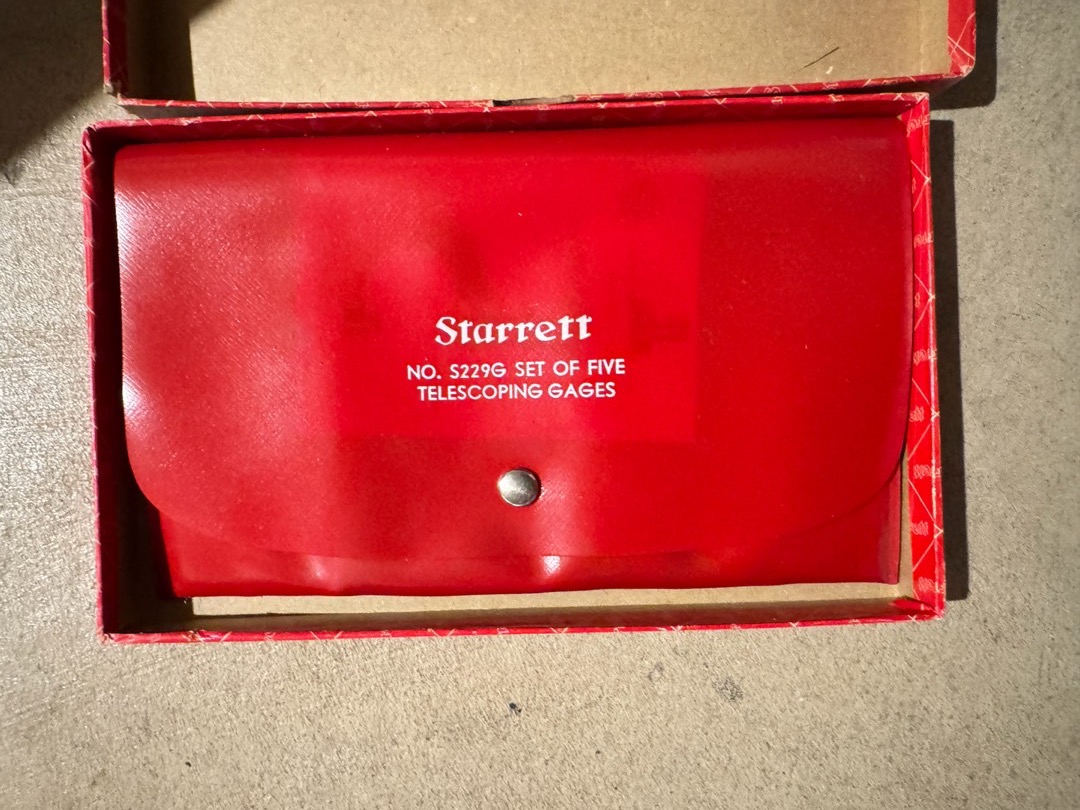 Starrett
NO. S229G SET OF FIVE
TELESCOPING GAGES